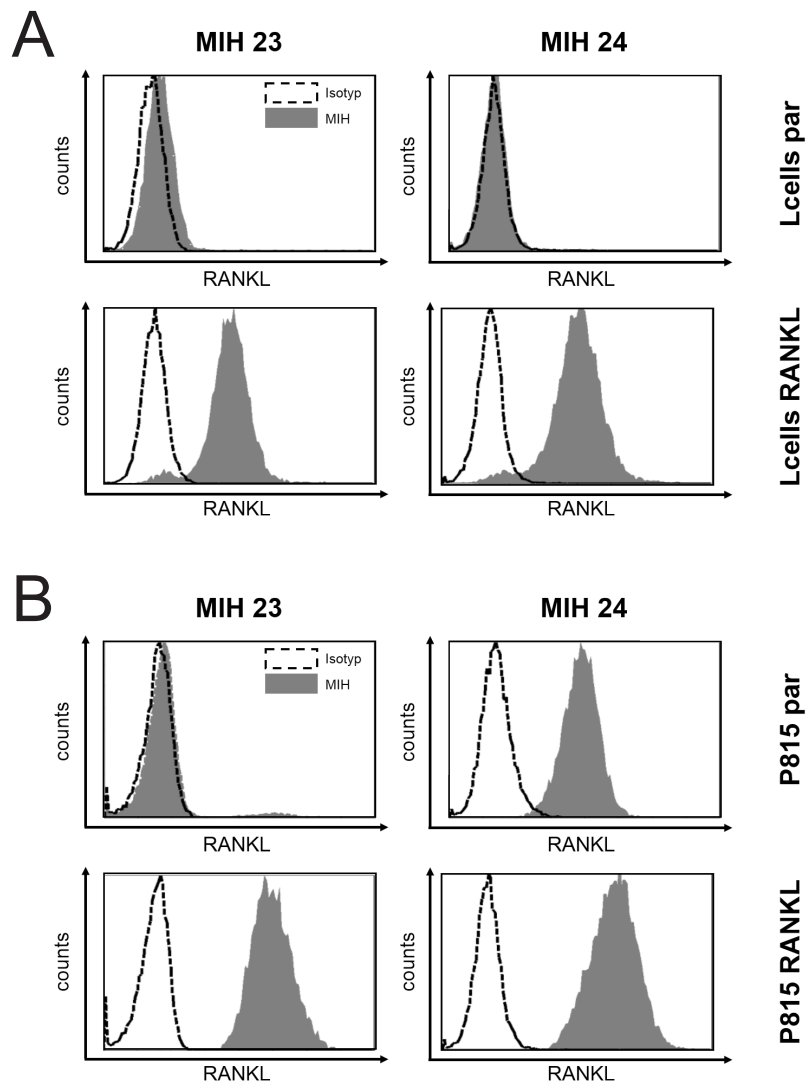 A
MIH 23
MIH 24
Isotyp
MIH
counts
RANKL
counts
RANKL
Lcells par
counts
RANKL
counts
RANKL
Lcells RANKL
B
MIH 23
MIH 24
Isotyp
MIH
counts
RANKL
counts
RANKL
P815 par
counts
RANKL
counts
RANKL
P815 RANKL